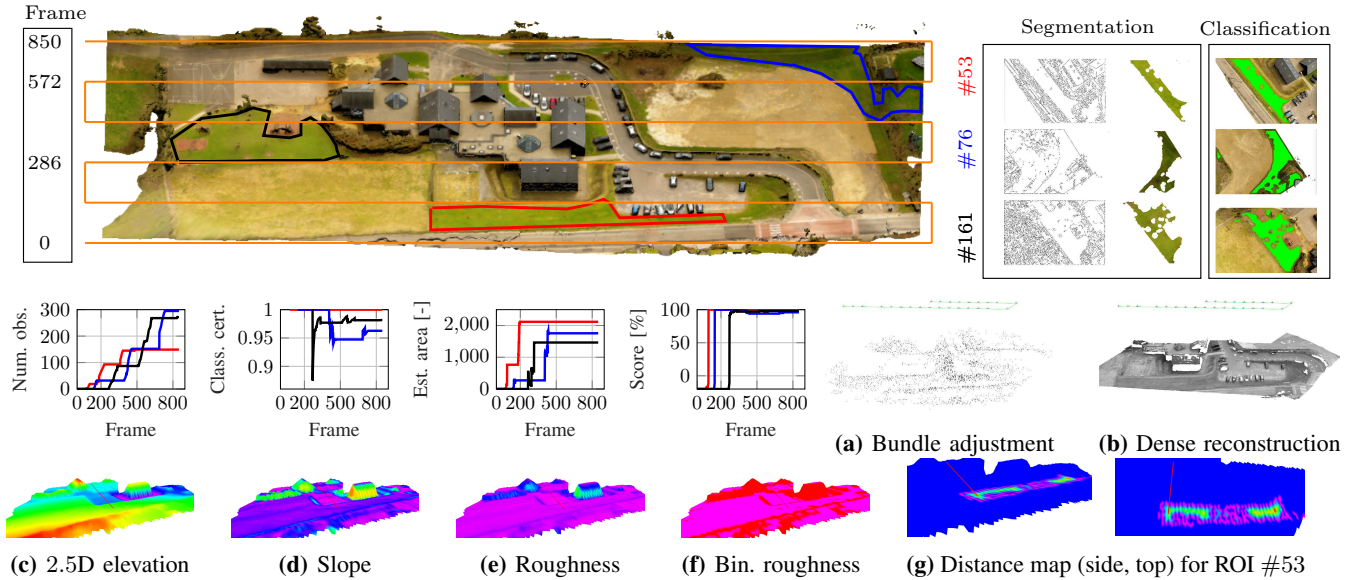 Frame
850
572
286
0
Segmentation
Classification
#53
#76
#161
Num. obs.
300
200
100
0
0 200 500 800
Frame
Class. cert.
1
0.95
0.9
0 200 500 800
Frame
Est. area [-]
2,000
1,000
0
0 200 500 800
Frame
Score [%]
100
50
0
0 200 500 800
Frame
(a) Bundle adjustment
(b) Dense reconstruction
(c) 2.5D elevation
(d) Slope
(e) Roughness
(f) Bin. roughness
(g) Distance map (side, top) for ROI #53